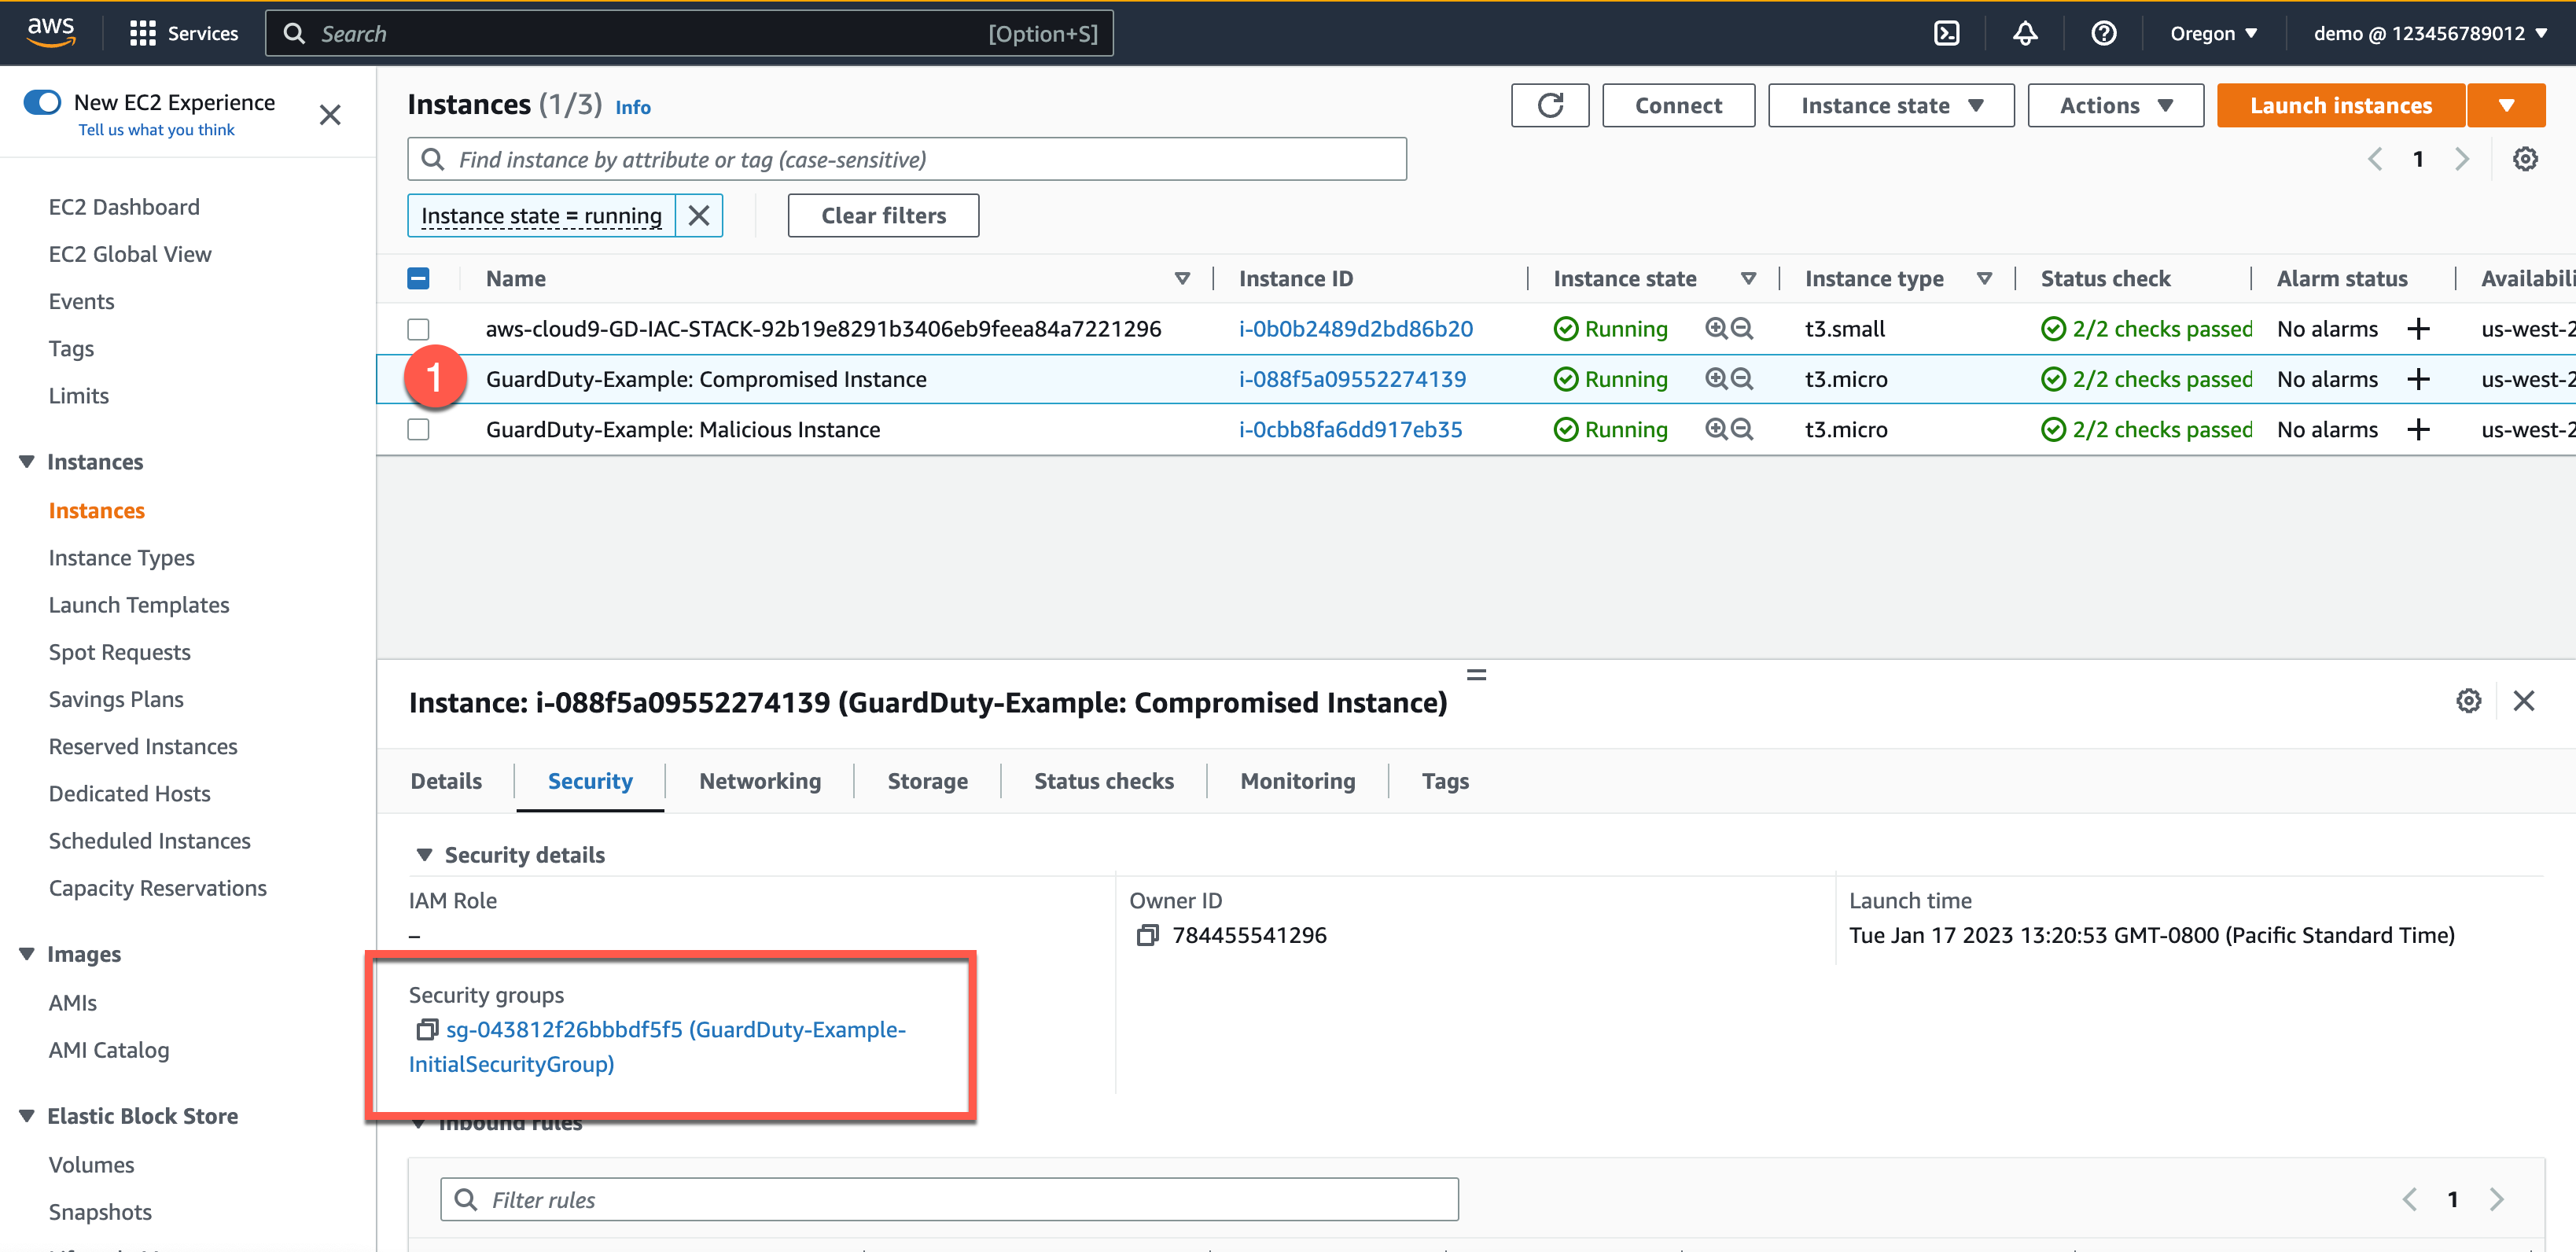 aws
Services
Search
[Option+S]
Oregon
demo @ 123456789012
New EC2 Experience
Tell us what you think
EC2 Dashboard
EC2 Global View
Events
Tags
Limits
Instances
Instances
Instance Types
Launch Templates
Spot Requests
Savings Plans
Reserved Instances
Dedicated Hosts
Scheduled Instances
Capacity Reservations
Images
AMIs
AMI Catalog
Elastic Block Store
Volumes
Snapshots
Instances (1/3) Info
Connect
Instance state
Actions
Launch instances
Find instance by attribute or tag (case-sensitive)
1
Instance state = running
Clear filters
Name Instance ID Instance state Instance type Status check Alarm status Availabili
aws-cloud9-GD-IAC-STACK-92b19e8291b3406eb9feea84a7221296 i-0b0b2489d2bd86b20 Running t3.small 2/2 checks passed No alarms + us-west-2
1 GuardDuty-Example: Compromised Instance i-088f5a09552274139 Running t3.micro 2/2 checks passed No alarms + us-west-2
GuardDuty-Example: Malicious Instance i-0cbb8fa6dd917eb35 Running t3.micro 2/2 checks passed No alarms + us-west-2
Instance: i-088f5a09552274139 (GuardDuty-Example: Compromised Instance)
Details Security Networking Storage Status checks Monitoring Tags
Security details
IAM Role
–
Owner ID
784455541296
Launch time
Tue Jan 17 2023 13:20:53 GMT-0800 (Pacific Standard Time)
Security groups
sg-043812f26bbbdf5f5 (GuardDuty-Example-
InitialSecurityGroup)
Inbound rules
Filter rules
1